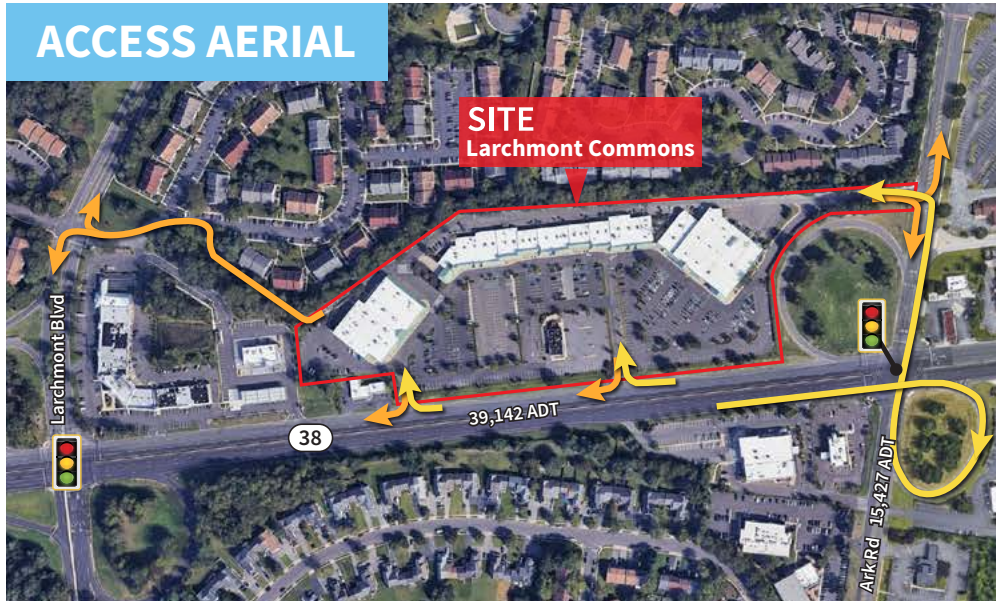 ACCESS AERIAL
SITE
Larchmont Commons
Larchmont Blvd
38
39,142 ADT
Ark Rd 15,427 ADT